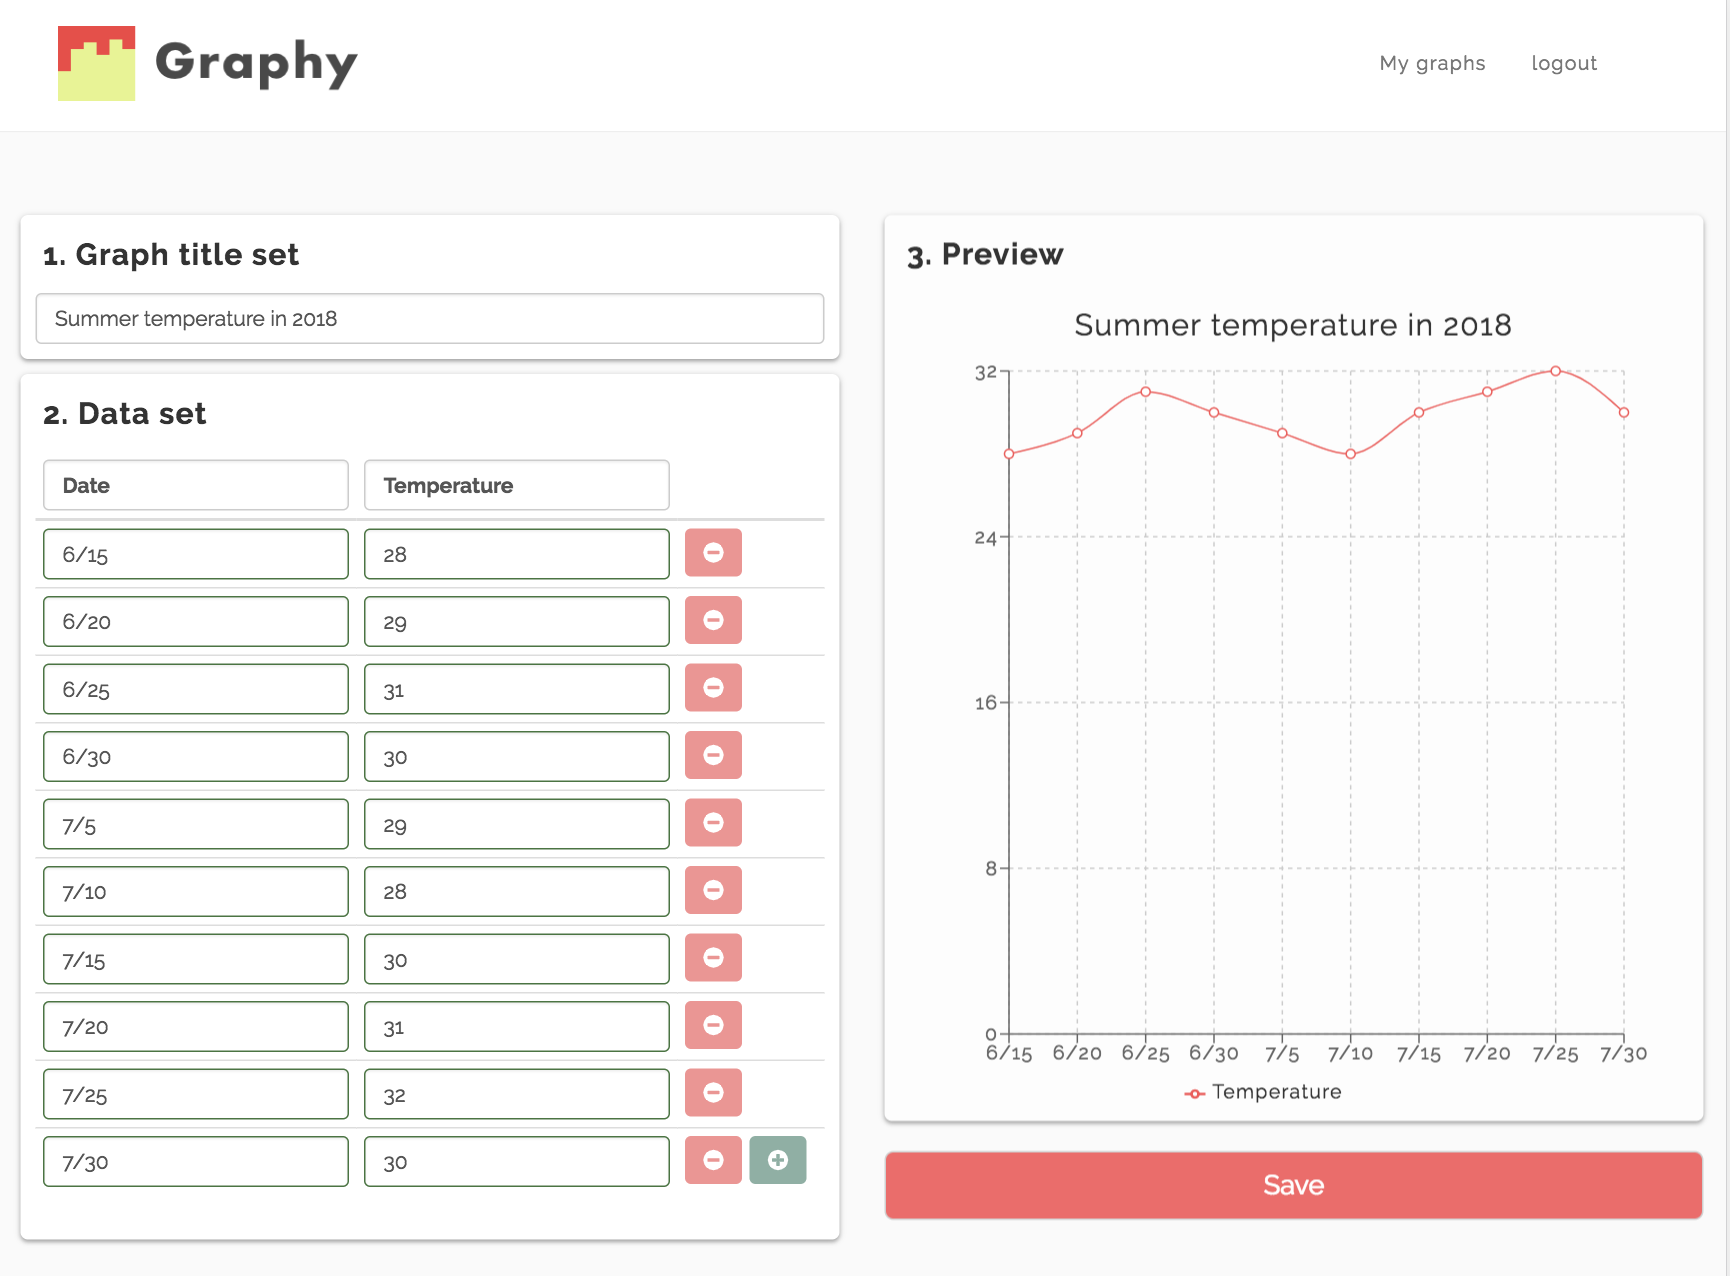 Graphy
My graphs logout
1. Graph title set
Summer temperature in 2018
2. Data set
Date Temperature
6/15 28
6/20 29
6/25 31
6/30 30
7/5 29
7/10 28
7/15 30
7/20 31
7/25 32
7/30 30
3. Preview
Summer temperature in 2018
32
24
16
8
0
6/15 6/20 6/25 6/30 7/5 7/10 7/15 7/20 7/25 7/30
Temperature
Save